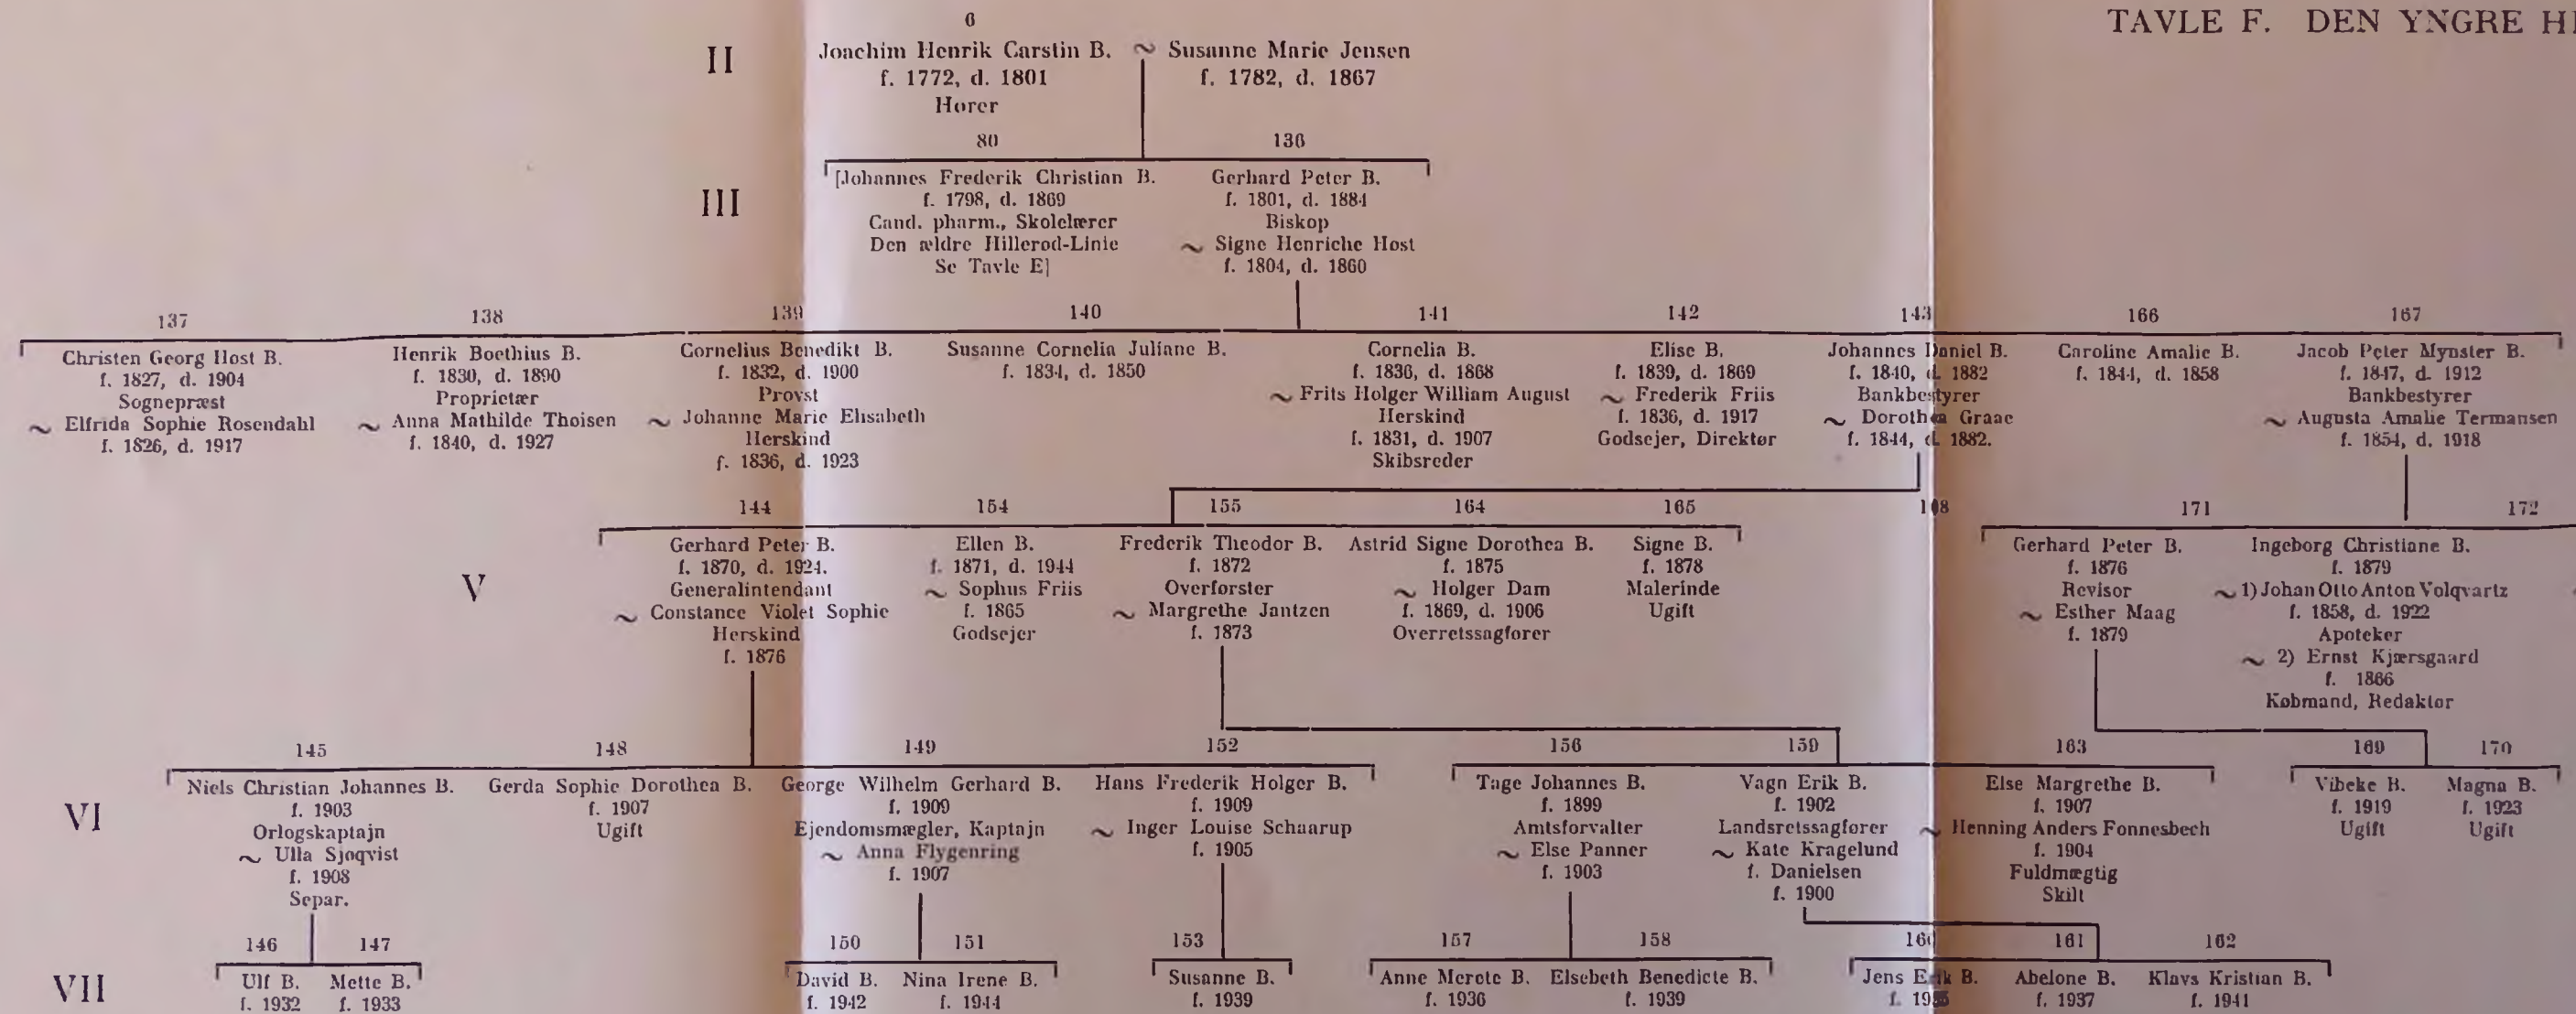 TAVLE F. DEN YNGRE
6
II
Joachim Henrik Carstin B. ~ Susanne Marie Jensen
f. 1772, d. 1801
f. 1782, d. 1867
Hører
80
136
III
[Johannes Frederik Christian B.
f. 1798, d. 1869
Cand. pharm., Skolelærer
Den ældre Hillerød-Linie
Se Tavle E]
Gerhard Peter B.
f. 1801, d. 1884
Biskop
~ Signe Henriche Høst
f. 1804, d. 1860
137
Christen Georg Høst B.
f. 1827, d. 1904
Sognepræst
~ Elfrida Sophie Rosendahl
f. 1826, d. 1917
138
Henrik Boethius B.
f. 1830, d. 1890
Proprietær
~ Anna Mathilde Thoisen
f. 1840, d. 1927
139
Cornelius Benedikt B.
f. 1832, d. 1900
Provst
~ Johanne Marie Elisabeth
Herskind
f. 1836, d. 1923
140
Susanne Cornelia Juliane B.
f. 1834, d. 1850
141
Cornelia B.
f. 1836, d. 1868
~ Frits Holger William August
Herskind
f. 1831, d. 1907
Skibsreder
142
Elise B.
f. 1839, d. 1869
~ Frederik Friis
f. 1836, d. 1917
Godsejer, Direktør
143
Johannes Daniel B.
f. 1840, d. 1882
Bankbestyrer
~ Dorothea Graae
f. 1844, d. 1882.
166
Caroline Amalie B.
f. 1844, d. 1858
167
Jacob Peter Mynster B.
f. 1847, d. 1912
Bankbestyrer
~ Augusta Amalie Termansen
f. 1854, d. 1918
V
144
Gerhard Peter B.
f. 1870, d. 1924.
Generalintendant
~ Constance Violet Sophie
Herskind
f. 1876
154
Ellen B.
f. 1871, d. 1944
~ Sophus Friis
f. 1865
Godsejer
155
Frederik Theodor B.
f. 1872
Overførster
~ Margrethe Jantzen
f. 1873
164
Astrid Signe Dorothea B.
f. 1875
~ Holger Dam
f. 1869, d. 1906
Overretssagfører
165
Signe B.
f. 1878
Malerinde
Ugift
168
Gerhard Peter B.
f. 1876
Revisor
~ Esther Maag
f. 1879
171
Ingeborg Christiane B.
f. 1879
~ 1) Johan Otto Anton Volqvartz
f. 1858, d. 1922
Apoteker
~ 2) Ernst Kjærsgaard
f. 1866
Købmand, Redaktør
172
VI
145
Niels Christian Johannes B.
f. 1903
Orlogskaptajn
~ Ulla Sjøqvist
f. 1908
Separ.
148
Gerda Sophie Dorothea B.
f. 1907
Ugift
149
George Wilhelm Gerhard B.
f. 1909
Ejendomsmægler, Kaptajn
~ Anna Flygenring
f. 1907
152
Hans Frederik Holger B.
f. 1909
~ Inger Louise Schaarup
f. 1905
156
Tage Johannes B.
f. 1899
Amtsforvalter
~ Else Panner
f. 1903
159
Vagn Erik B.
f. 1902
Landsretssagfører
~ Kate Kragelund
f. Danielsen
f. 1900
163
Else Margrethe B.
f. 1907
~ Henning Anders Fonnesbech
f. 1904
Fuldmægtig
Skilt
169
Vibeke B.
f. 1919
Ugift
170
Magna B.
f. 1923
Ugift
VII
146
Ulf B.
f. 1932
147
Mette B.
f. 1933
150
David B.
f. 1942
151
Nina Irene B.
f. 1944
153
Susanne B.
f. 1939
157
Anne Merete B.
f. 1936
158
Elsebeth Benedicte B.
f. 1939
160
Jens Erik B.
f.
161
Abelone B.
f. 1937
162
Klavs Kristian B.
f. 1941